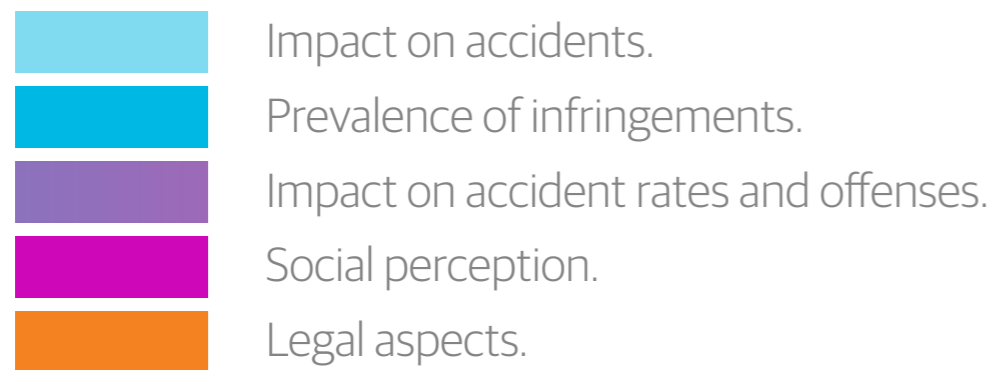 Impact on accidents.
Prevalence of infringements.
Impact on accident rates and offenses.
Social perception.
Legal aspects.